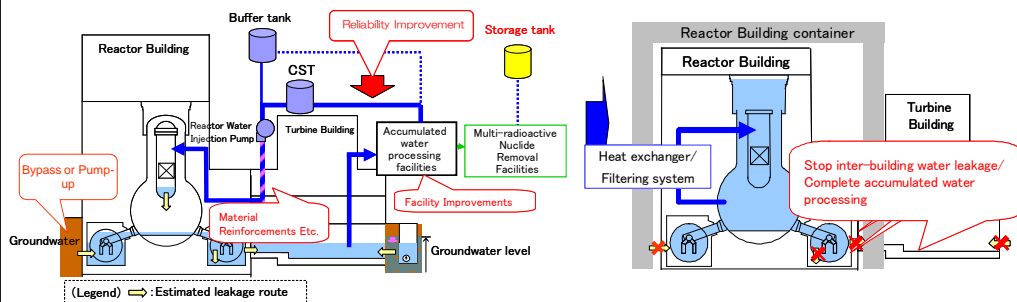 Buffer tank
Reliability Improvement
Storage tank
Reactor Building
CST
Reactor Water
Injection Pump
Turbine Building
Accumulated
water
processing
facilities
Multi-radioactive
Nuclide
Removal
Facilities
Bypass or Pump-
up
Material
Reinforcements Etc.
Facility Improvements
Groundwater
Groundwater level
(Legend) :Estimated leakage route
Reactor Building container
Reactor Building
Turbine
Building
Heat exchanger/
Filtering system
Stop inter-building water leakage/
Complete accumulated water
processing